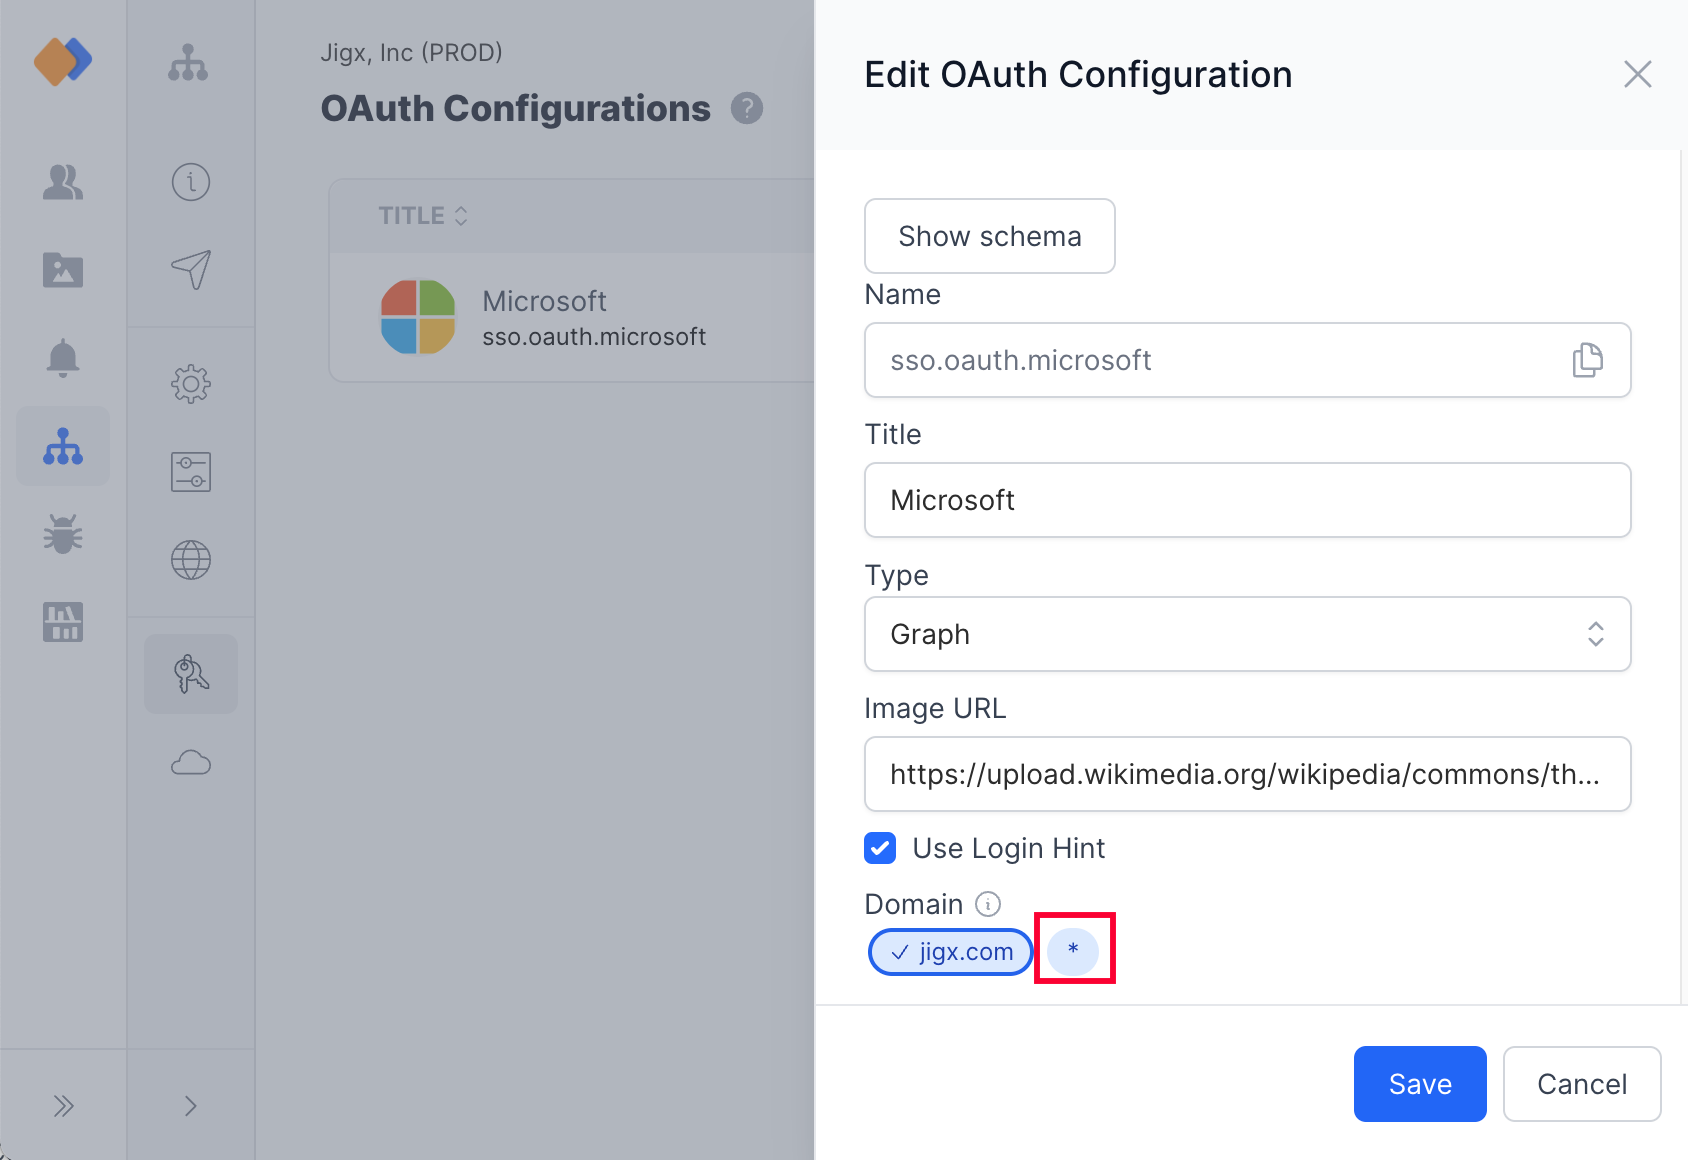 Jigx, Inc (PROD)
OAuth Configurations ?
TITLE
Microsoft
sso.oauth.microsoft
Edit OAuth Configuration
Show schema
Name
sso.oauth.microsoft
Title
Microsoft
Type
Graph
Image URL
https://upload.wikimedia.org/wikipedia/commons/th...
Use Login Hint
Domain
jigx.com *
Save Cancel